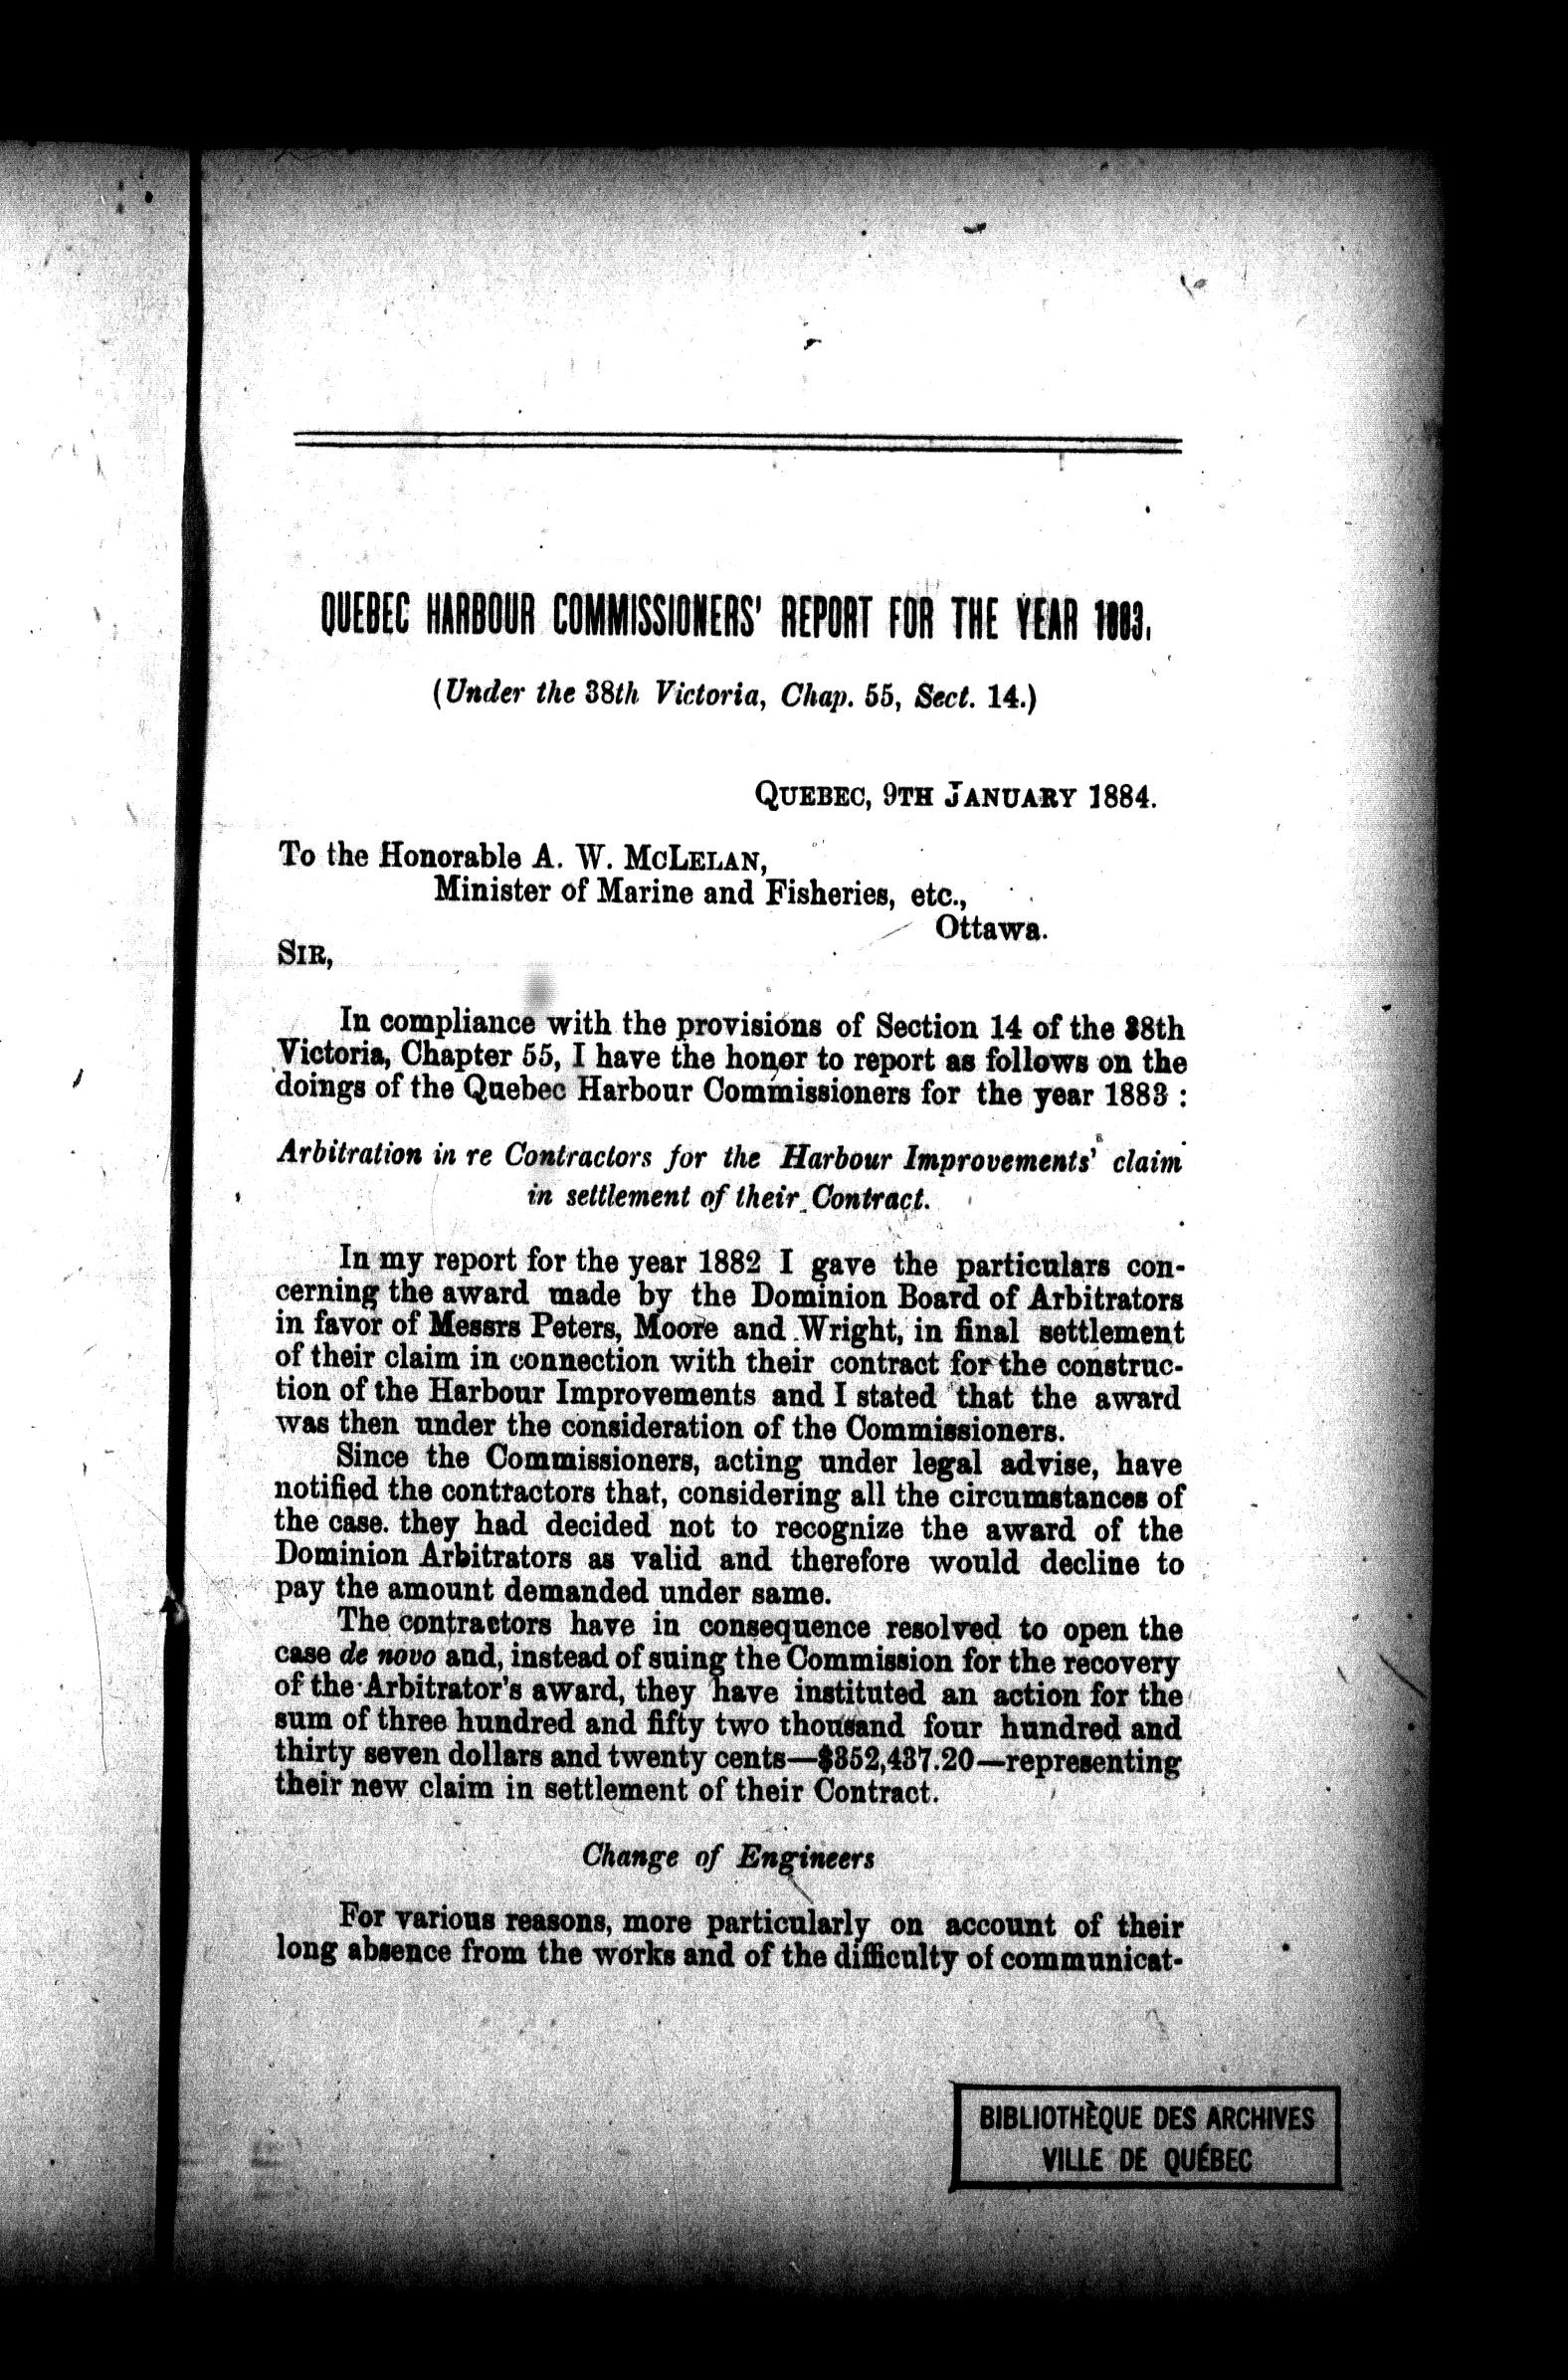 QUEBEC HARBOUR COMMISSIONERS' REPORT FOR THE YEAR 1883.
(Under the 38th Victoria, Chap. 55, Sect. 14.)
QUEBEC, 9TH JANUARY 1884.
To the Honorable A. W. MCLELAN,
Minister of Marine and Fisheries, etc.,
Ottawa.
SIR,
In compliance with the provisions of Section 14 of the 38th
Victoria, Chapter 55, I have the honor to report as follows on the
doings of the Quebec Harbour Commissioners for the year 1883 :
Arbitration in re Contractors for the Harbour Improvements' claim
in settlement of their Contract.
In my report for the year 1882 I gave the particulars con-
cerning the award made by the Dominion Board of Arbitrators
in favor of Messrs Peters, Moore and Wright, in final settlement
of their claim in connection with their contract for the construc-
tion of the Harbour Improvements and I stated that the award
was then under the consideration of the Commissioners.
Since the Commissioners, acting under legal advise, have
notified the contractors that, considering all the circumstances of
the case. they had decided not to recognize the award of the
Dominion Arbitrators as valid and therefore would decline to
pay the amount demanded under same.
The contractors have in consequence resolved to open the
case de novo and, instead of suing the Commission for the recovery
of the Arbitrator's award, they have instituted an action for the
sum of three hundred and fifty two thousand four hundred and
thirty seven dollars and twenty cents—$352,437.20—representing
their new claim in settlement of their Contract.
Change of Engineers
For various reasons, more particularly on account of their
long absence from the works and of the difficulty of communicat-
BIBLIOTHÈQUE DES ARCHIVES
VILLE DE QUÉBEC